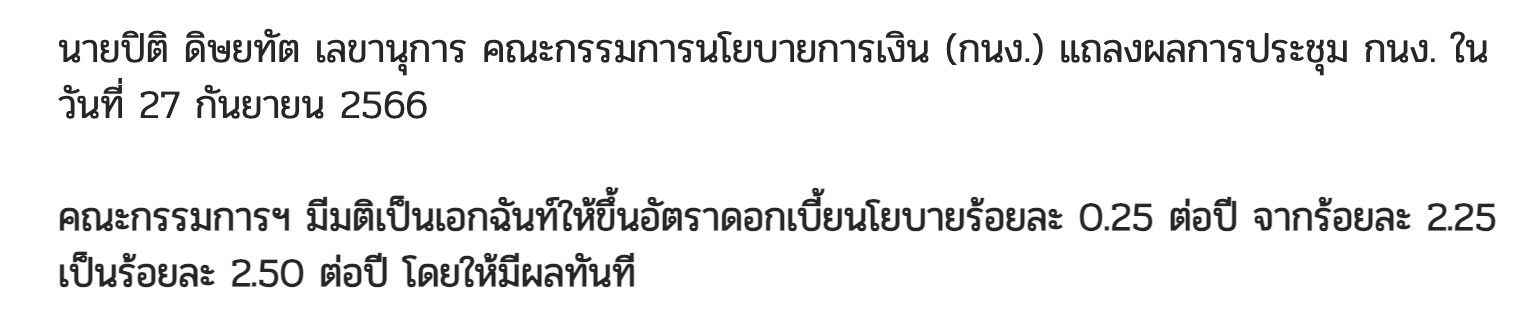 นายปิติ ดิษยทัต เลขานุการ คณะกรรมการนโยบายการเงิน (กนง.) แถลงผลการประชุม กนง. ใน
วันที่ 27 กันยายน 2566
คณะกรรมการฯ มีมติเป็นเอกฉันท์ให้ขึ้นอัตราดอกเบี้ยนโยบายร้อยละ 0.25 ต่อปี จากร้อยละ 2.25
เป็นร้อยละ 2.50 ต่อปี โดยให้มีผลทันที